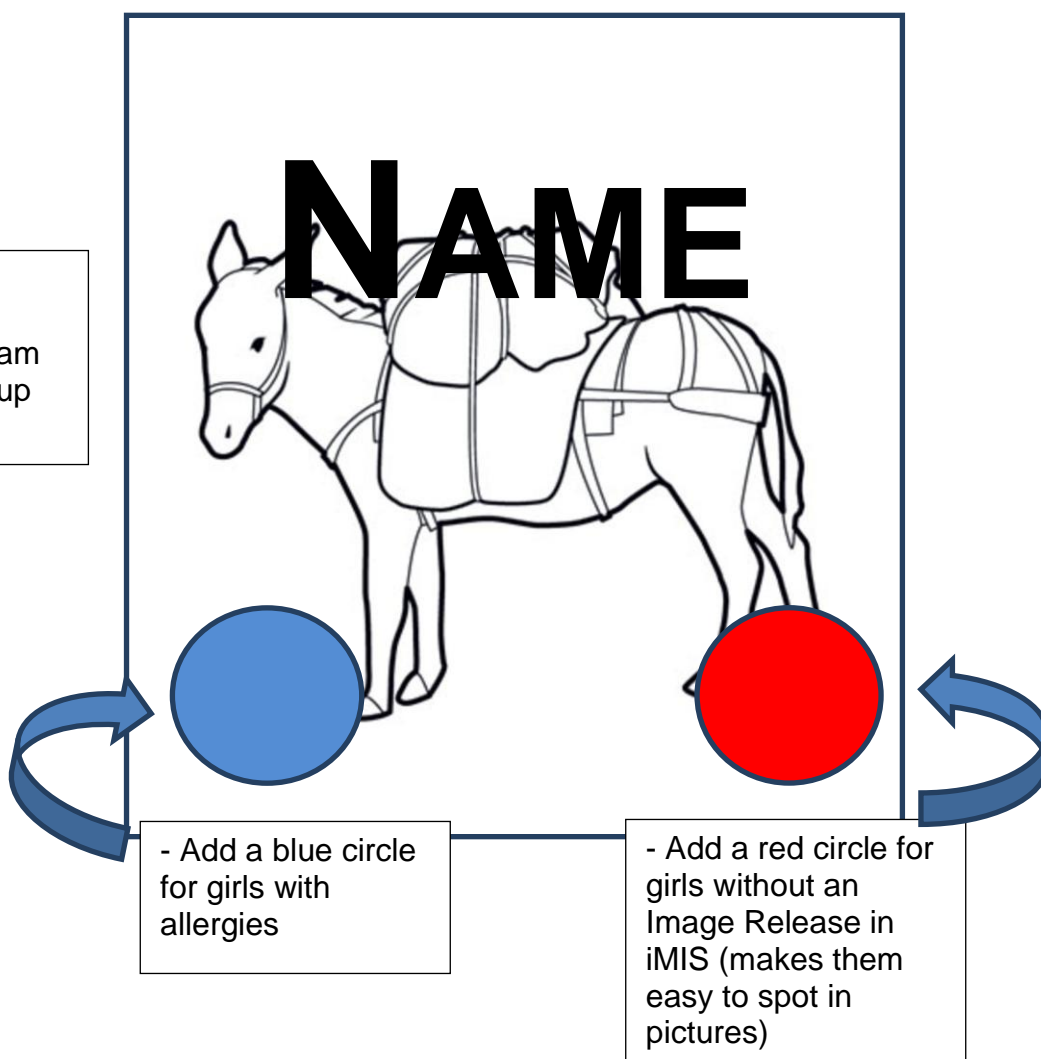 NAME
up
- Add a blue circle
for girls with
allergies
- Add a red circle for
girls without an
Image Release in
iMIS (makes them
easy to spot in
pictures)